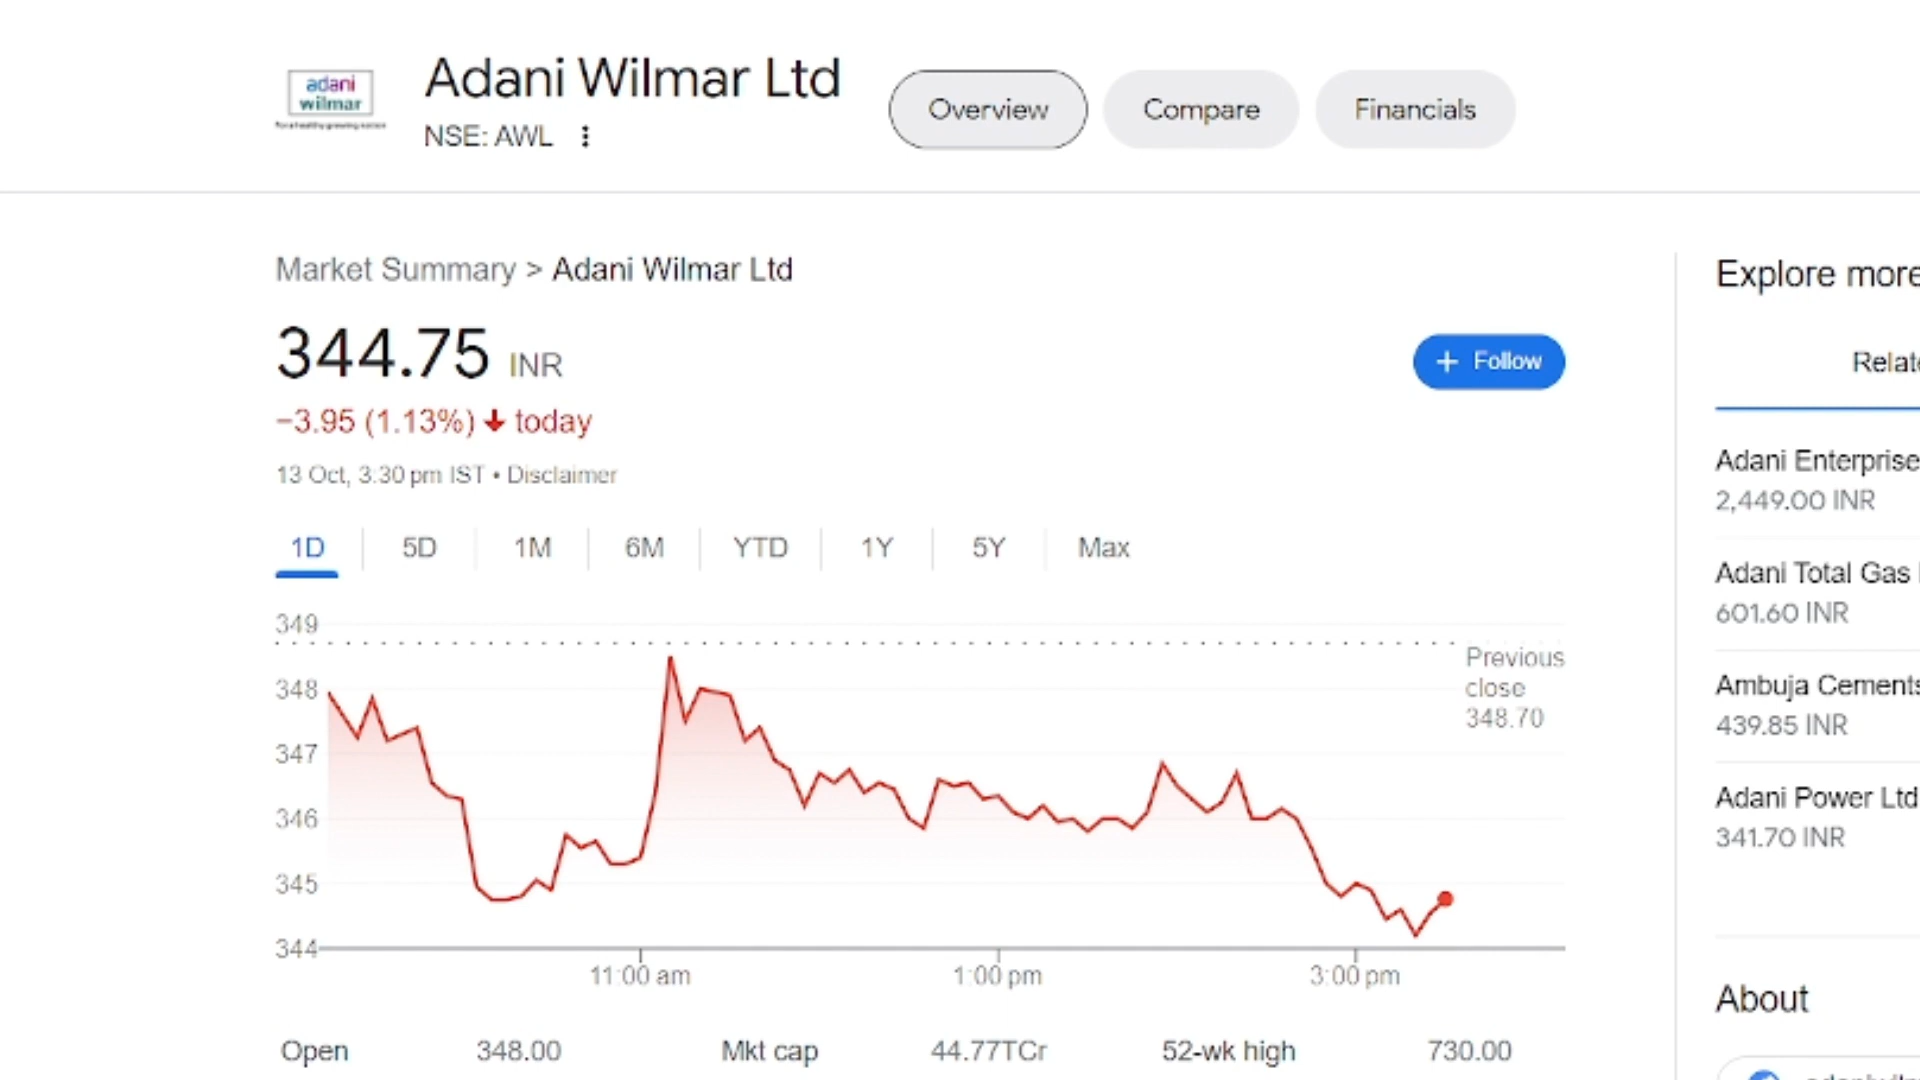 adani
wilmar
Adani Wilmar Ltd
NSE: AWL
Overview
Compare
Financials
Market Summary > Adani Wilmar Ltd
344.75 INR
−3.95 (1.13%) today
13 Oct, 3:30 pm IST • Disclaimer
+ Follow
1D
5D
1M
6M
YTD
1Y
5Y
Max
349
348
347
346
345
344
Previous
close
348.70
11:00 am
1:00 pm
3:00 pm
Open 348.00
Mkt cap 44.77TCr
52-wk high 730.00
Explore more
Relate
Adani Enterprise
2,449.00 INR
Adani Total Gas
601.60 INR
Ambuja Cements
439.85 INR
Adani Power Ltd
341.70 INR
About